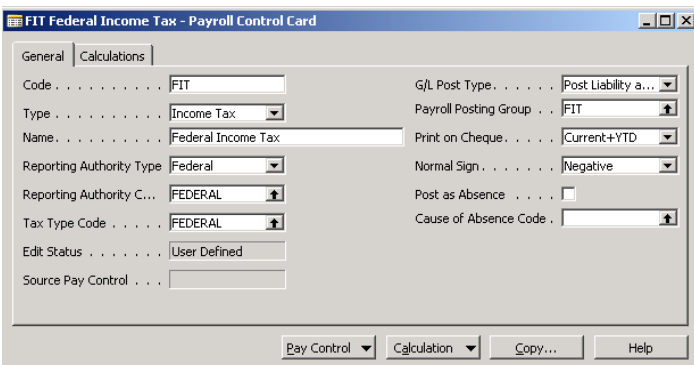 FIT Federal Income Tax - Payroll Control Card
General Calculations
Code . . . . . . . . . . FIT
Type . . . . . . . . . . Income Tax
Name. . . . . . . . . . Federal Income Tax
Reporting Authority Type Federal
Reporting Authority C... FEDERAL
Tax Type Code . . . . . FEDERAL
Edit Status . . . . . . . User Defined
Source Pay Control . . .
G/L Post Type. . . . . . Post Liability a...
Payroll Posting Group . . FIT
Print on Cheque. . . . . Current+YTD
Normal Sign. . . . . . . Negative
Post as Absence . . . .
Cause of Absence Code .
Pay Control Calculation Copy... Help